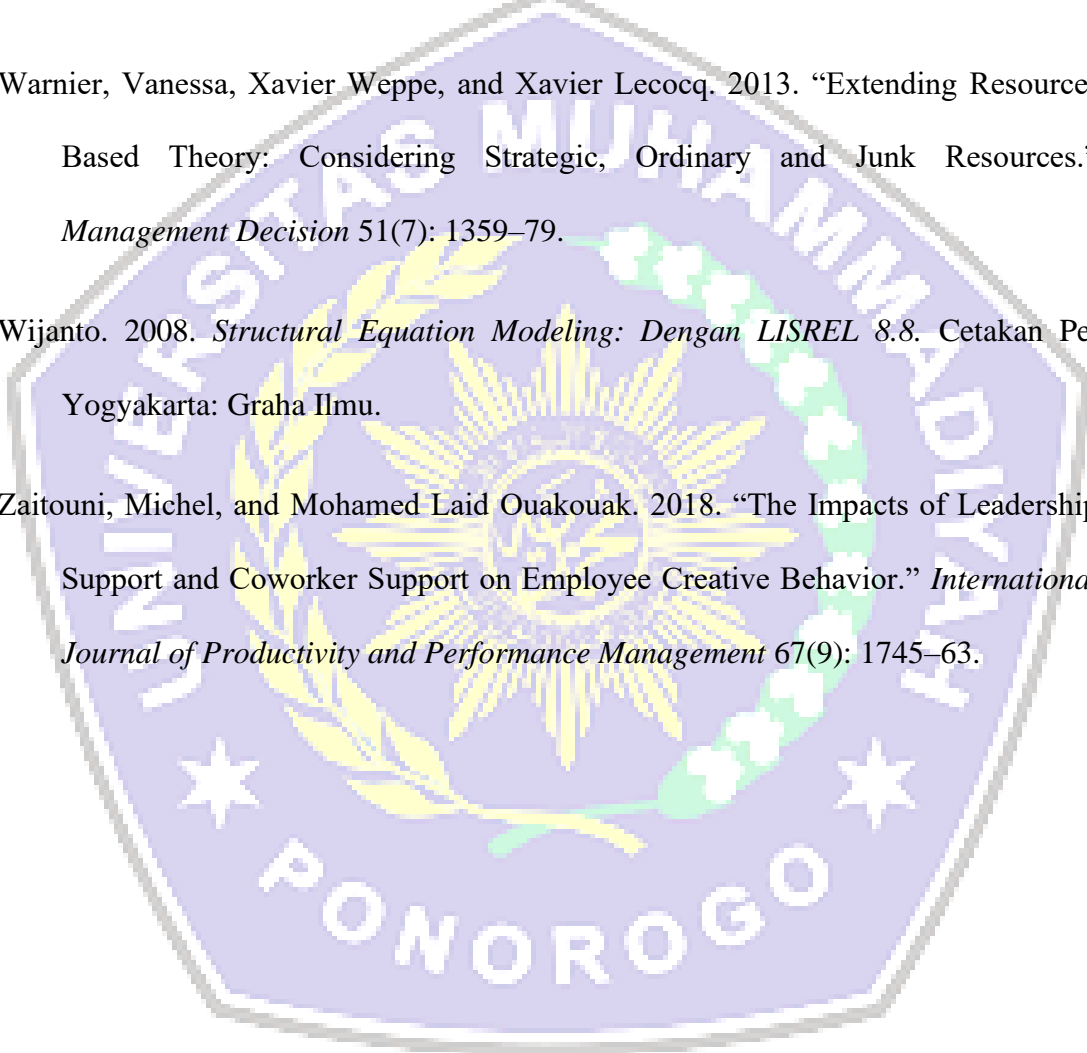 Warnier, Vanessa, Xavier Weppe, and Xavier Lecocq. 2013. “Extending Resource
Based Theory: Considering Strategic, Ordinary and Junk Resources.”
Management Decision 51(7): 1359–79.
Wijanto. 2008. Structural Equation Modeling: Dengan LISREL 8.8. Cetakan Pe
Yogyakarta: Graha Ilmu.
Zaitouni, Michel, and Mohamed Laid Ouakouak. 2018. “The Impacts of Leadership
Support and Coworker Support on Employee Creative Behavior.” Internationa
Journal of Productivity and Performance Management 67(9): 1745–63.
UNIVERSITAS MUHAMMADIYAH
PONOROGO